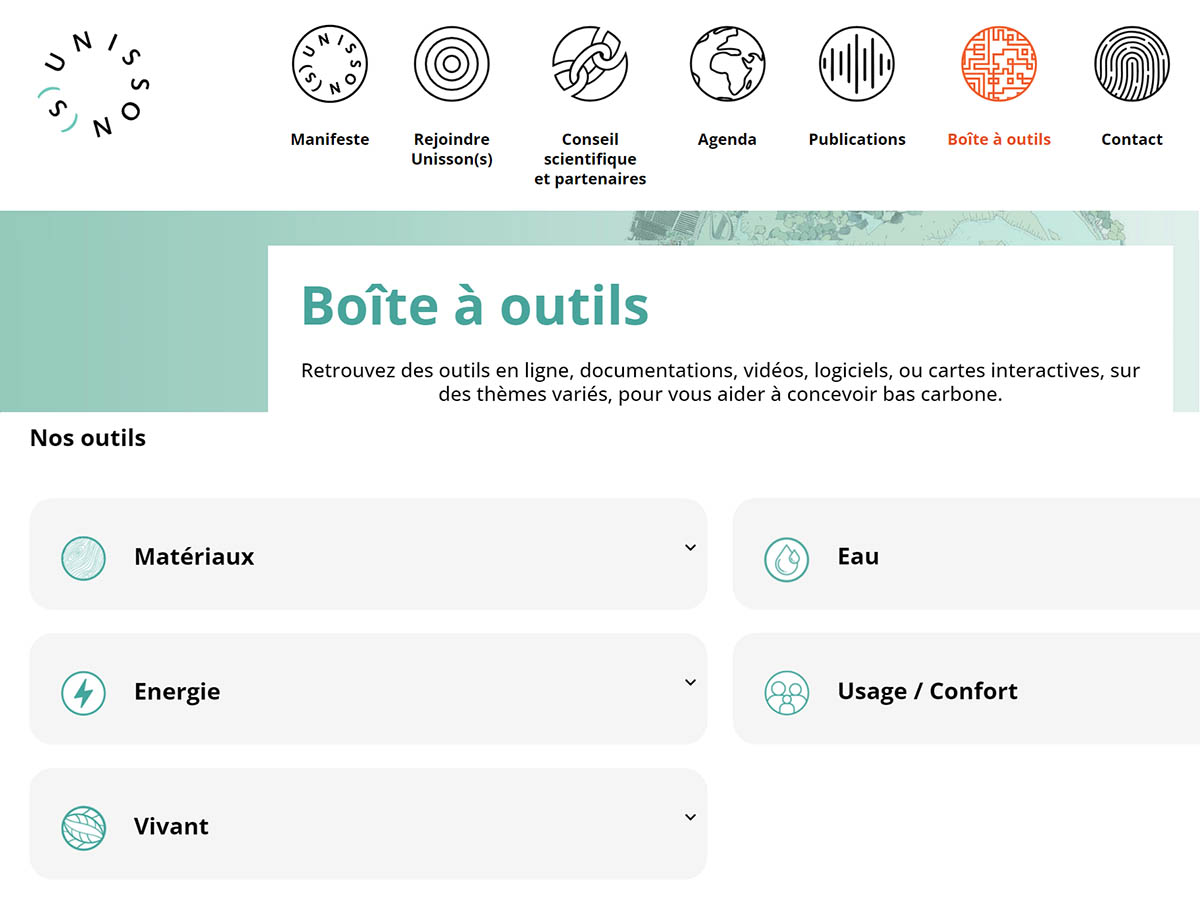 UNISSON(S)
UNISSON(S)
Manifeste
Rejoindre
Unisson(s)
Conseil
scientifique
et partenaires
Agenda
Publications
Boîte à outils
Contact
Boîte à outils
Retrouvez des outils en ligne, documentations, vidéos, logiciels, ou cartes interactives, sur
des thèmes variés, pour vous aider à concevoir bas carbone.
Nos outils
Matériaux
Eau
Energie
Usage / Confort
Vivant